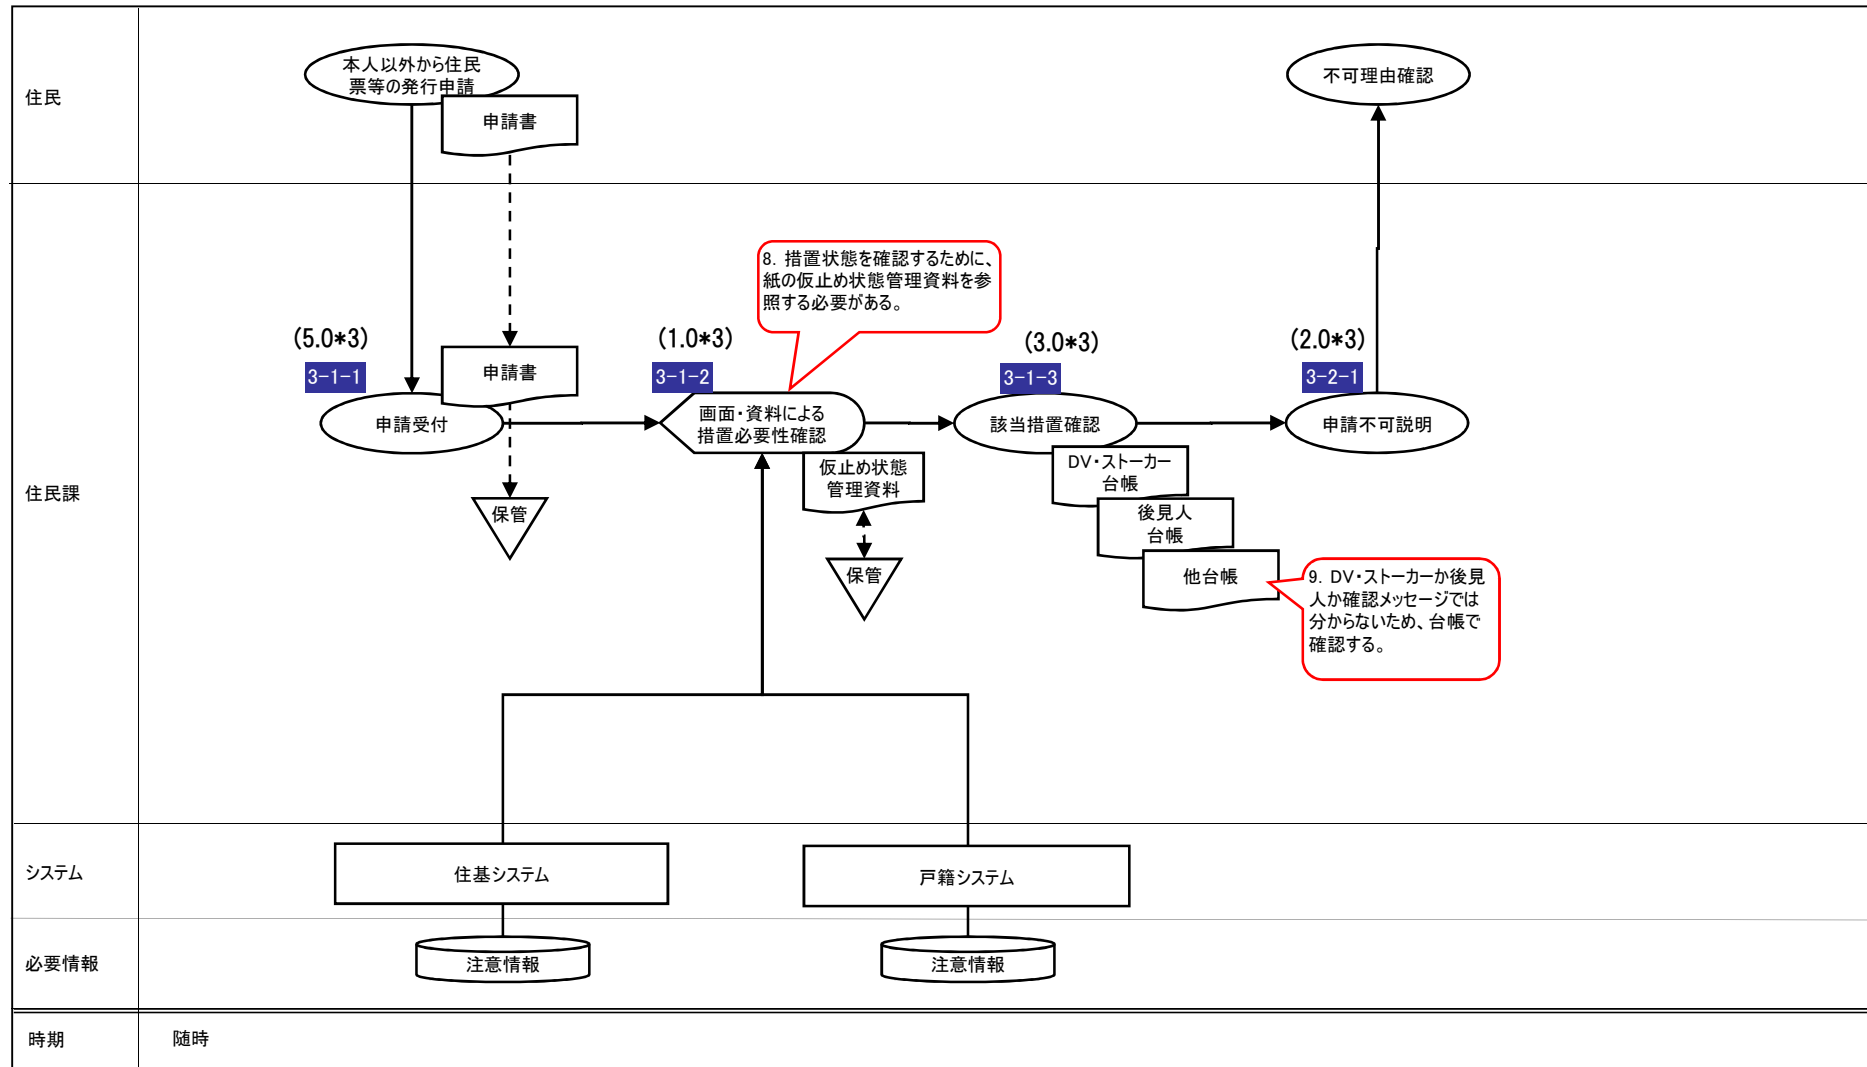 住民
本人以外から住民
票等の発行申請
申請書
不可理由確認
住民課
(5.0*3)
3-1-1
申請書
申請受付
保管
(1.0*3)
3-1-2
8. 措置状態を確認するために、
紙の仮止め状態管理資料を参
照する必要がある。
画面・資料による
措置必要性確認
仮止め状態
管理資料
保管
(3.0*3)
3-1-3
該当措置確認
DV・ストーカー
台帳
後見人
台帳
他台帳
9. DV・ストーカーか後見
人か確認メッセージでは
分からないため、台帳で
確認する。
(2.0*3)
3-2-1
申請不可説明
システム
住基システム
戸籍システム
必要情報
注意情報
注意情報
時期
随時